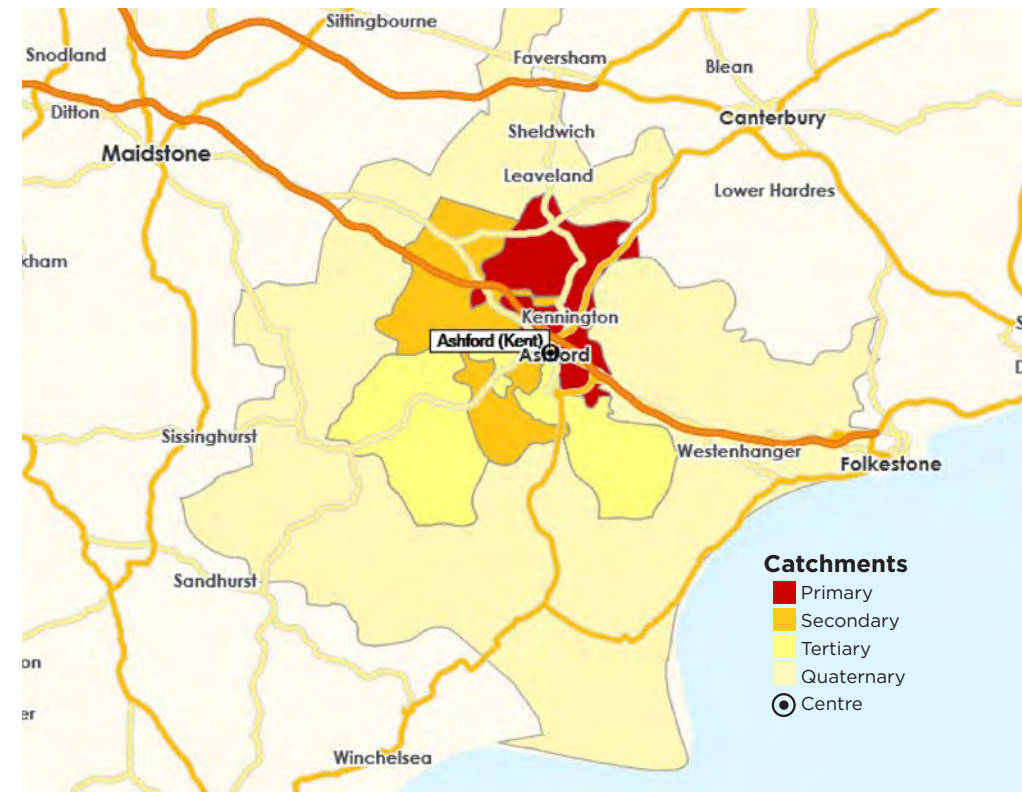 Sittingbourne
Snodland
Faversham
Blean
Ditton
Canterbury
Sheldwich
Maidstone
Leaveland
Lower Hardres
kham
Kennington
Ashford (Kent)
Ashford
Sissinghurst
Westenhanger
Folkestone
Catchments
Primary
Sandhurst
Secondary
Tertiary
on
Quaternary
Centre
er
Winchelsea